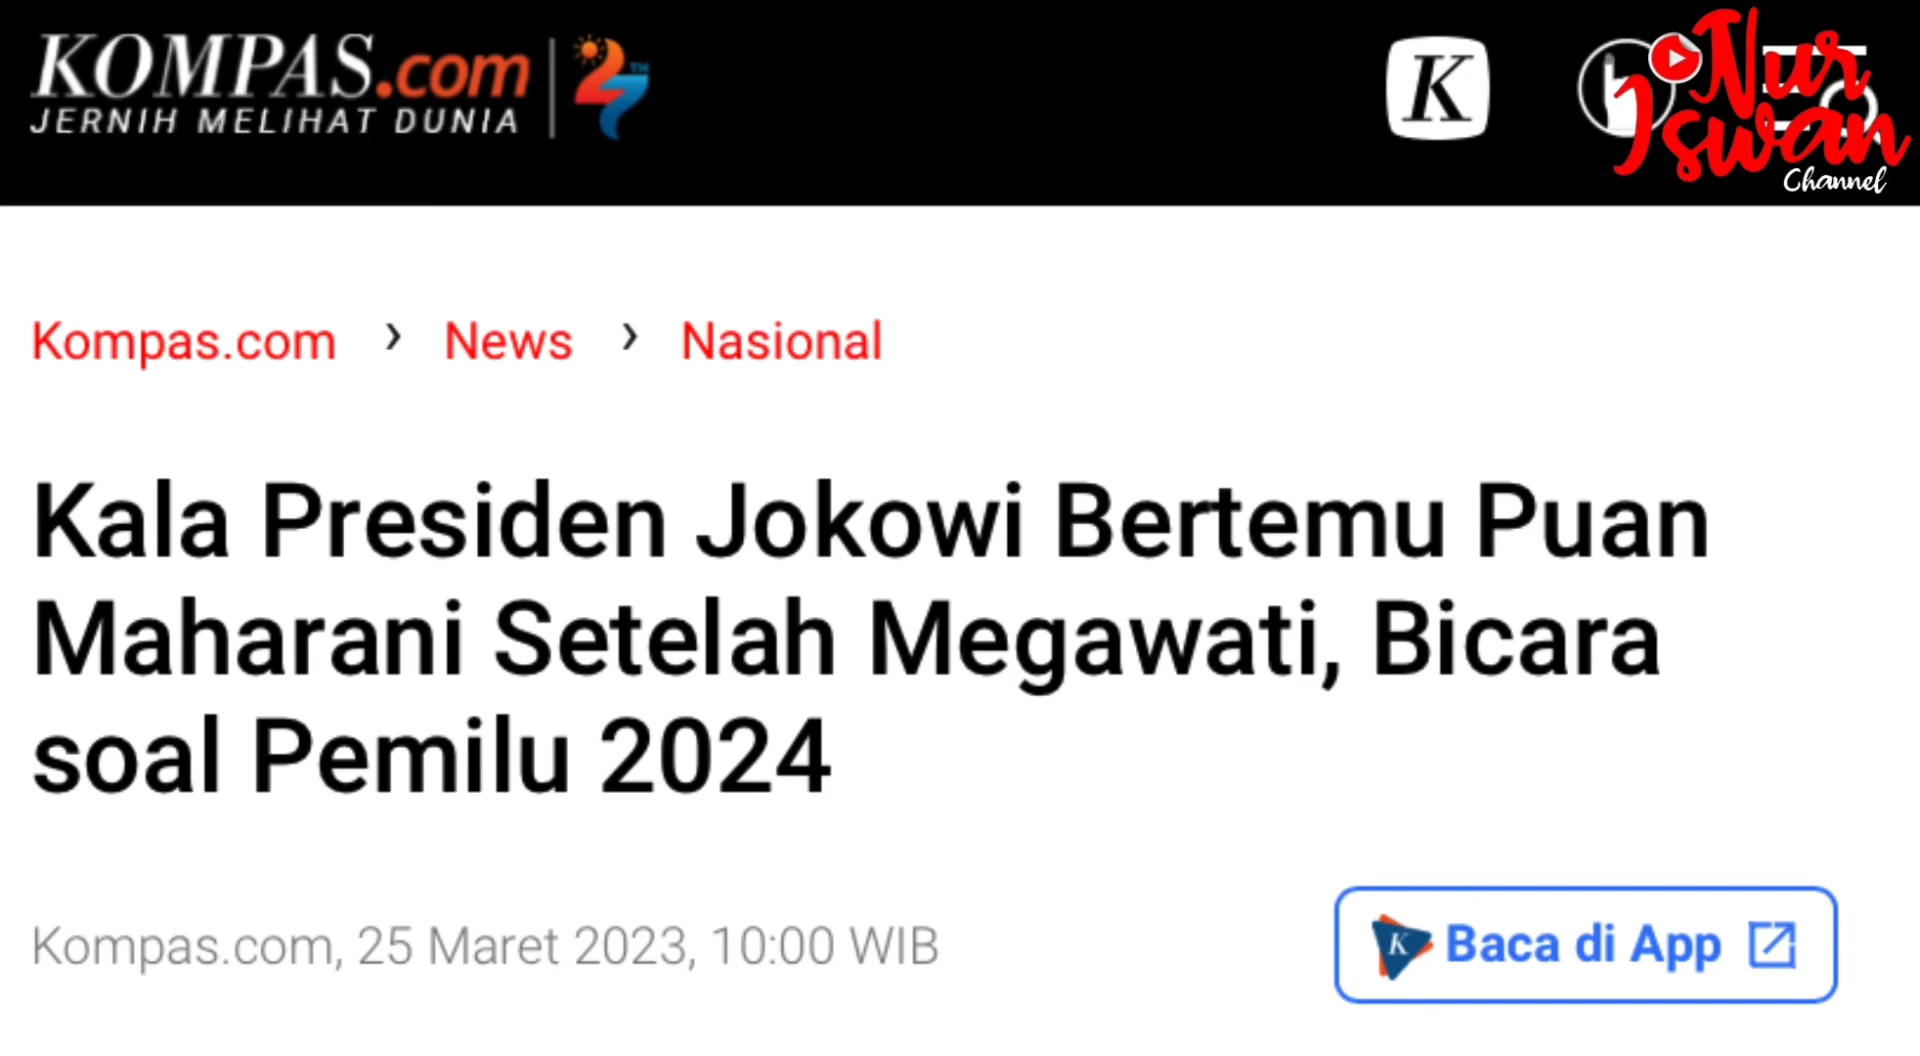 KOMPAS.com 27TH
JERNIH MELIHAT DUNIA
K
Nur
Iswan
Channel
Kompas.com > News > Nasional
Kala Presiden Jokowi Bertemu Puan
Maharani Setelah Megawati, Bicara
soal Pemilu 2024
Kompas.com, 25 Maret 2023, 10:00 WIB
K Baca di App